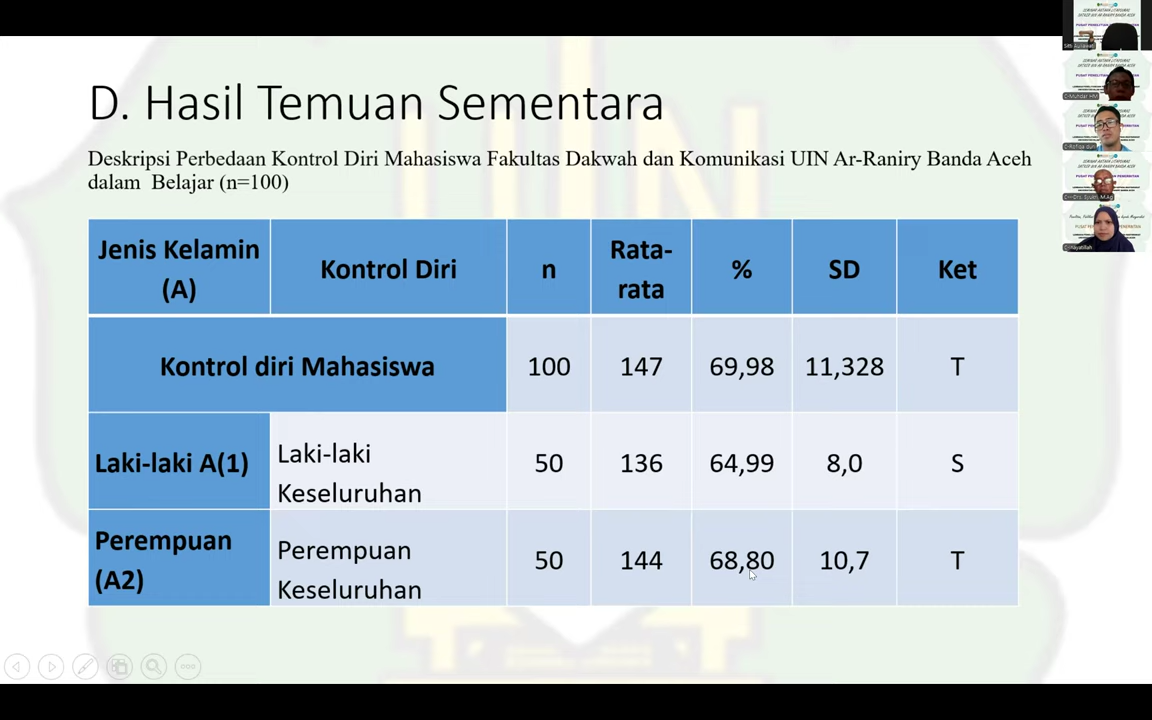 D. Hasil Temuan Sementara
Deskripsi Perbedaan Kontrol Diri Mahasiswa Fakultas Dakwah dan Komunikasi UIN Ar-Raniry Banda Aceh
dalam Belajar (n=100)
Jenis Kelamin
(A)
Kontrol Diri
n
Rata-
rata
%
SD
Ket
Kontrol diri Mahasiswa
100
147
69,98
11,328
T
Laki-laki A(1)
Laki-laki
Keseluruhan
50
136
64,99
8,0
S
Perempuan
(A2)
Perempuan
Keseluruhan
50
144
68,80
10,7
T